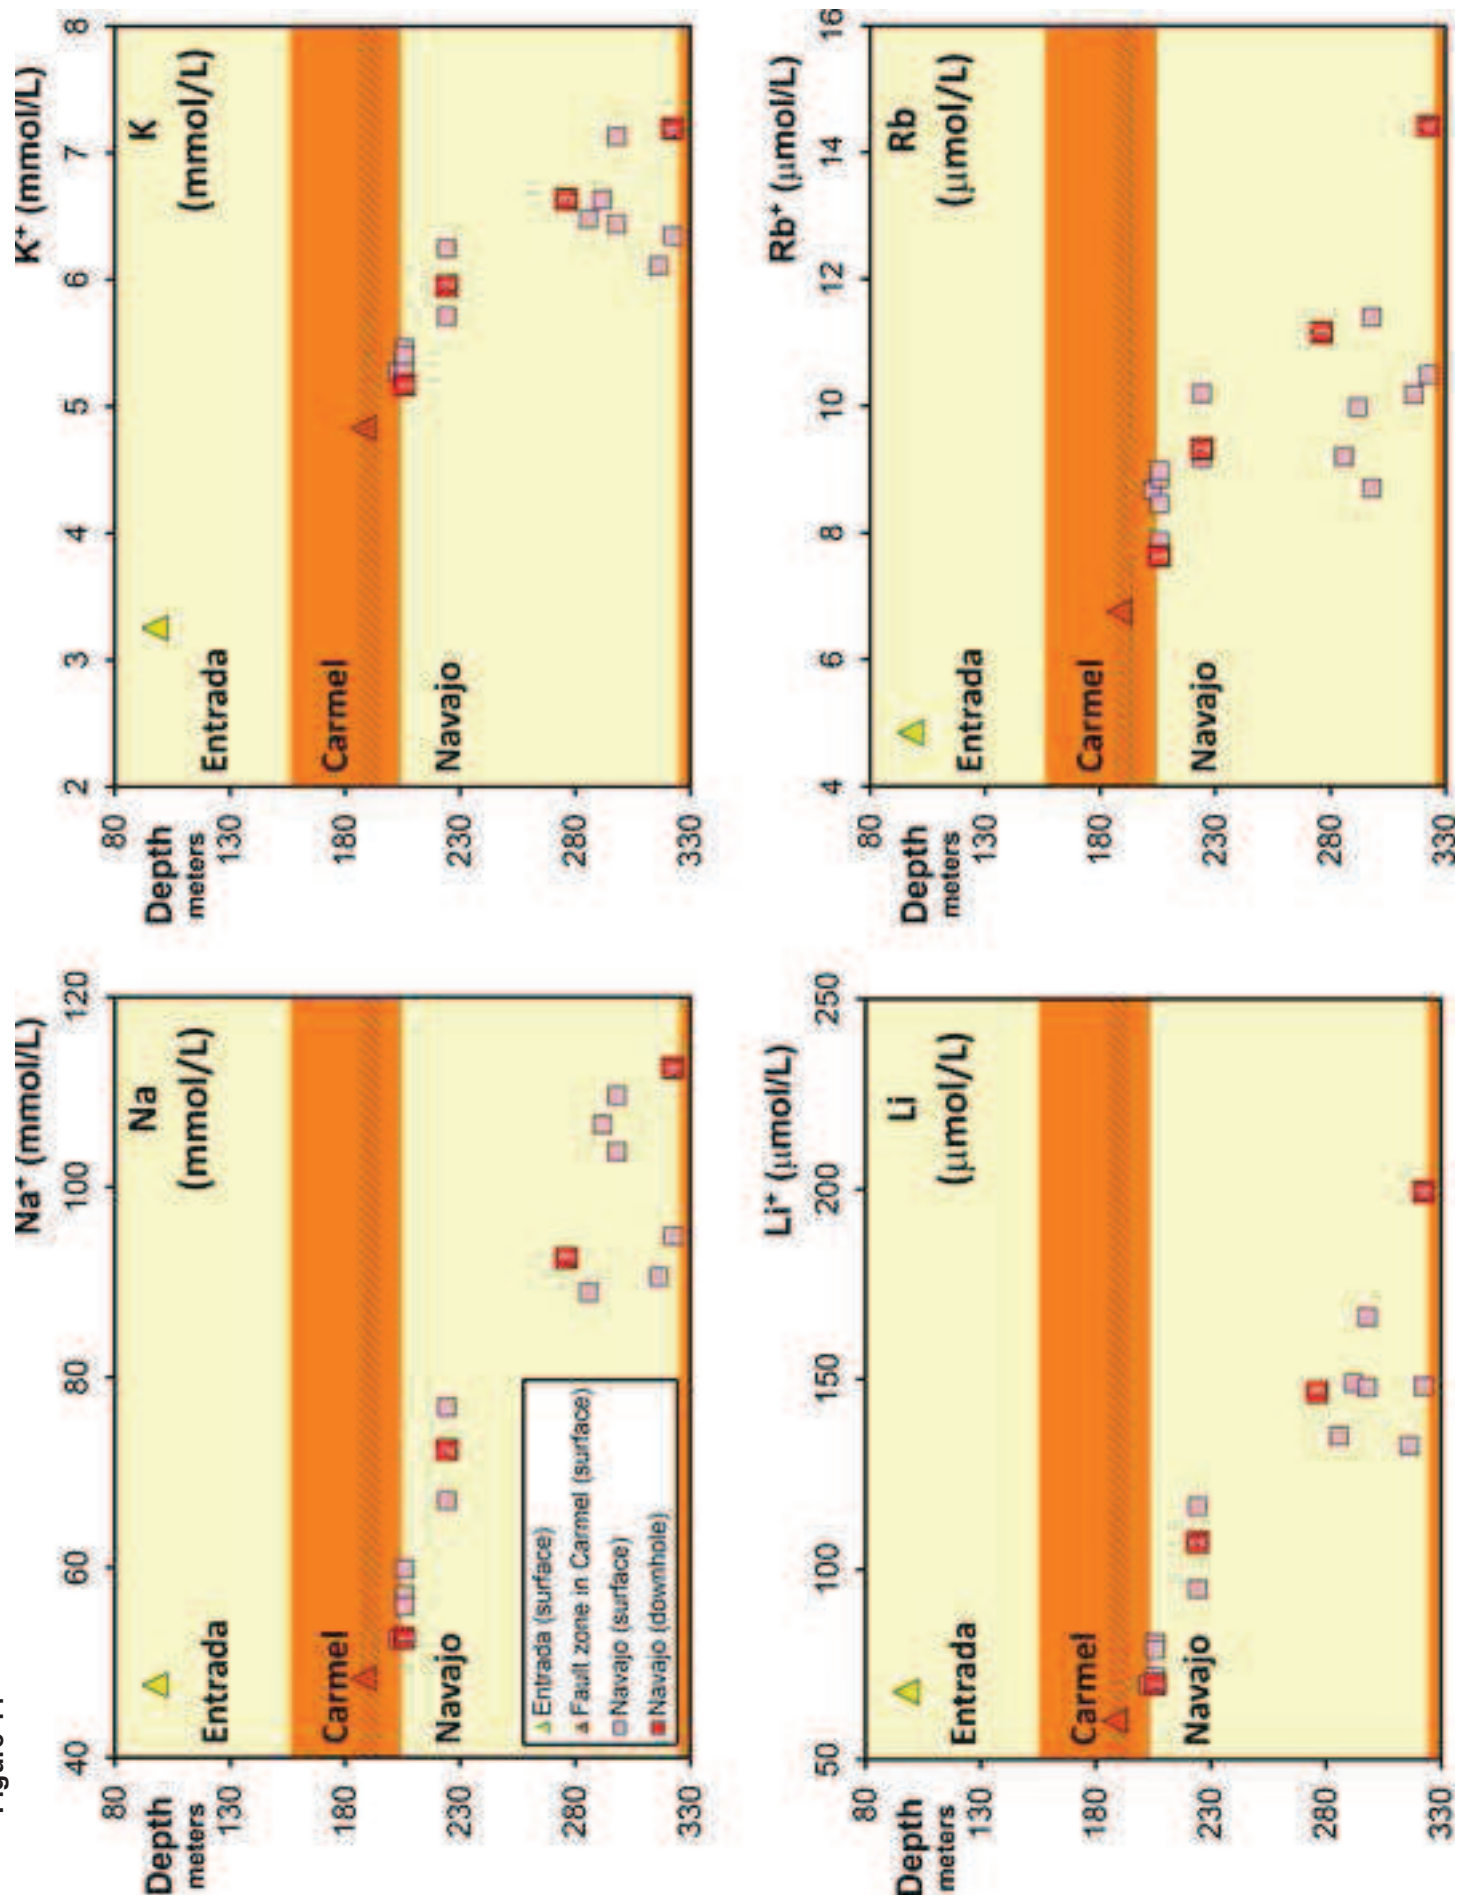 Na⁺ (mmol/L)
40 60 80 100 120
Depth
meters
80
130
180
230
280
330
Na
(mmol/L)
Entrada
Carmel
Navajo
Entrada (surface)
Fault zone in Carmel (surface)
Navajo (surface)
Navajo (downhole)
2
K⁺ (mmol/L)
2 3 4 5 6 7 8
Depth
meters
80
130
180
230
280
330
K
(mmol/L)
Entrada
Carmel
Navajo
Li⁺ (μmol/L)
50 100 150 200 250
Depth
meters
80
130
180
230
280
330
Li
(μmol/L)
Entrada
Carmel
Navajo
Rb⁺ (μmol/L)
4 6 8 10 12 14 16
Depth
meters
80
130
180
230
280
330
Rb
(μmol/L)
Entrada
Carmel
Navajo